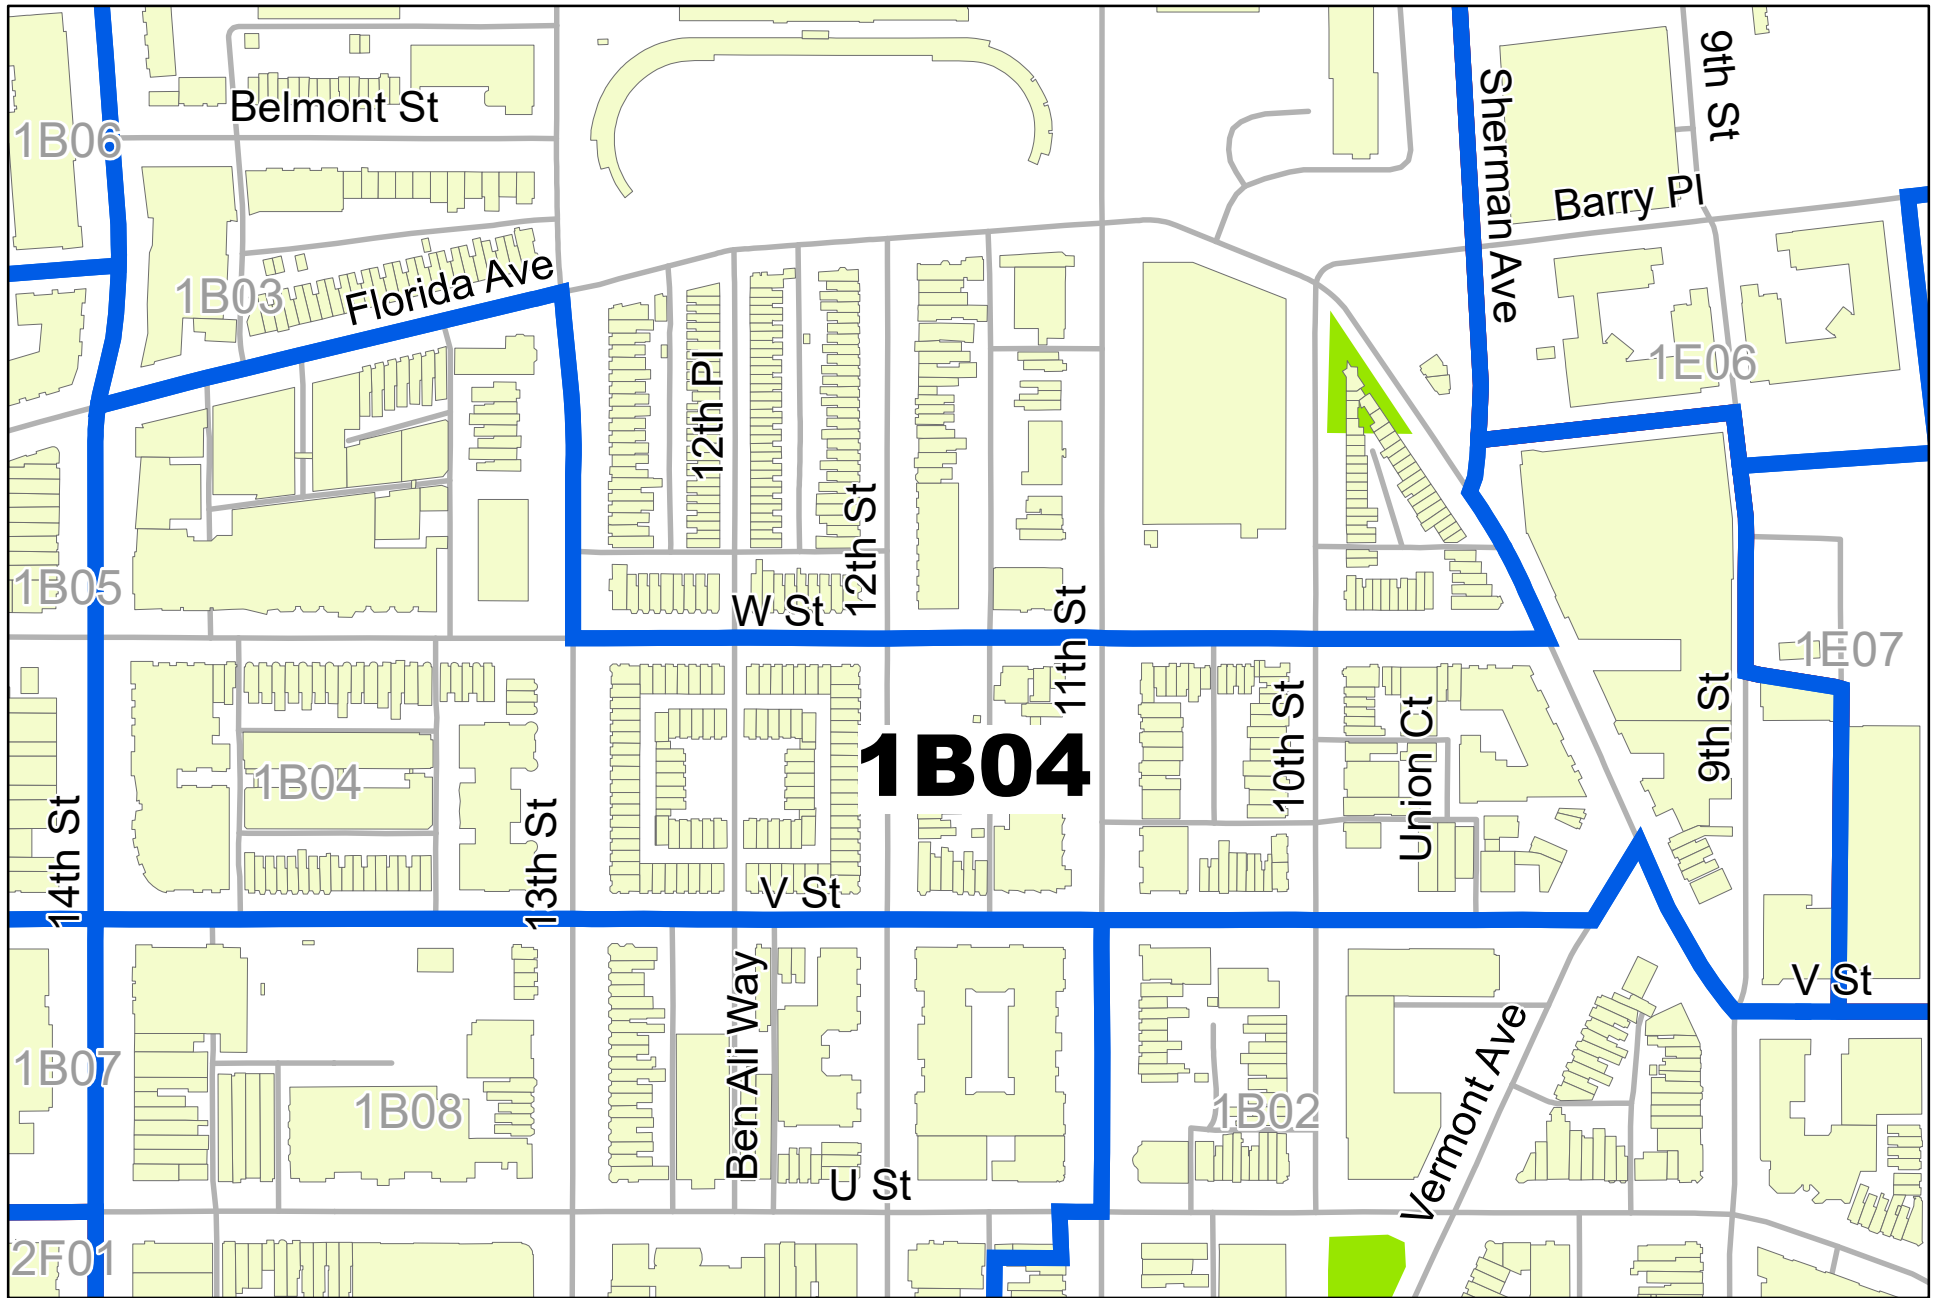 9th St
Belmont St
1B06
Sherman Ave
Barry Pl
Florida Ave
1B03
1E06
12th Pl
12th St
1B05
W St
11th St
1E07
10th St
Union Ct
9th St
1B04
1B04
14th St
13th St
V St
V St
Ben Ali Way
Vermont Ave
1B07
1B08
1B02
U St
2F01